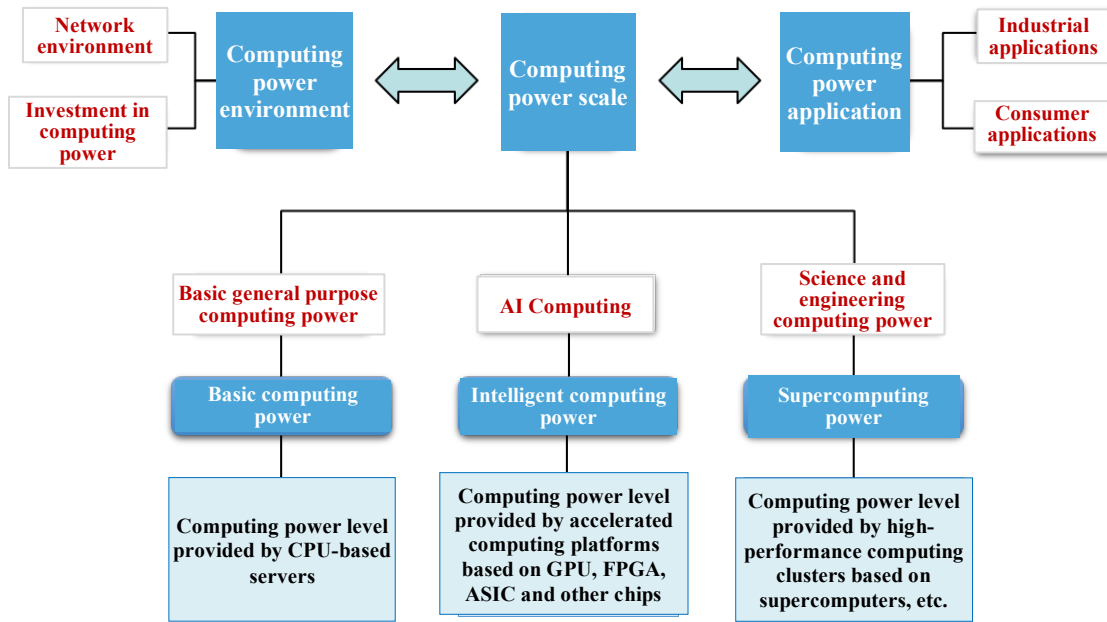 Network
environment
Investment in
computing
power
Computing
power
environment
Computing
power scale
Computing
power
application
Industrial
applications
Consumer
applications
Basic general purpose
computing power
AI Computing
Science and
engineering
computing power
Basic computing
power
Intelligent computing
power
Supercomputing
power
Computing power level
provided by CPU-based
servers
Computing power level
provided by accelerated
computing platforms
based on GPU, FPGA,
ASIC and other chips
Computing power level
provided by high-
performance computing
clusters based on
supercomputers, etc.